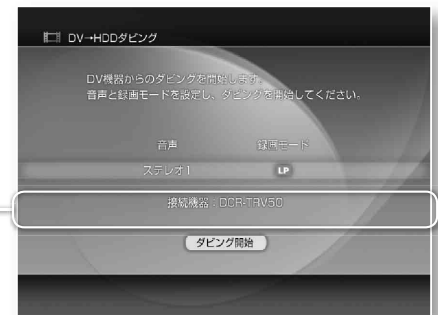 DV→HDDダビング
DV機器からのダビングを開始します。
音声と録画モードを設定し、ダビングを開始してください。
音声 録画モード
ステレオ1 LP
接続機器：DCR-TRV50
ダビング開始